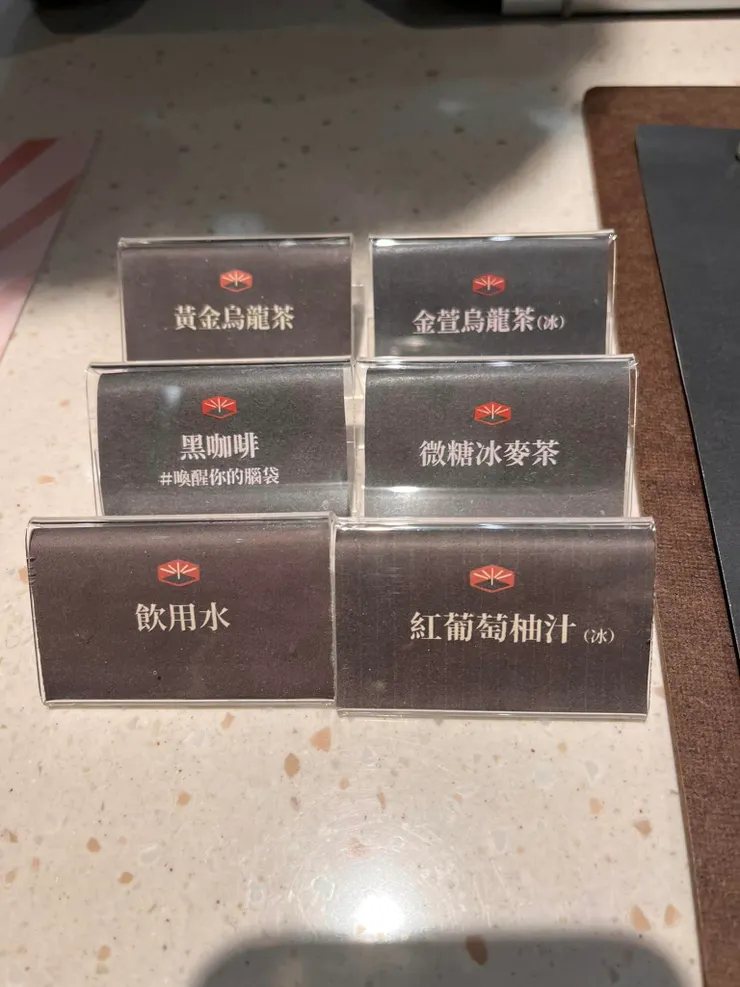 黃金烏龍茶
金萱烏龍茶(冰)
黑咖啡
#喚醒你的腦袋
微糖冰麥茶
飲用水
紅葡萄柚汁(冰)